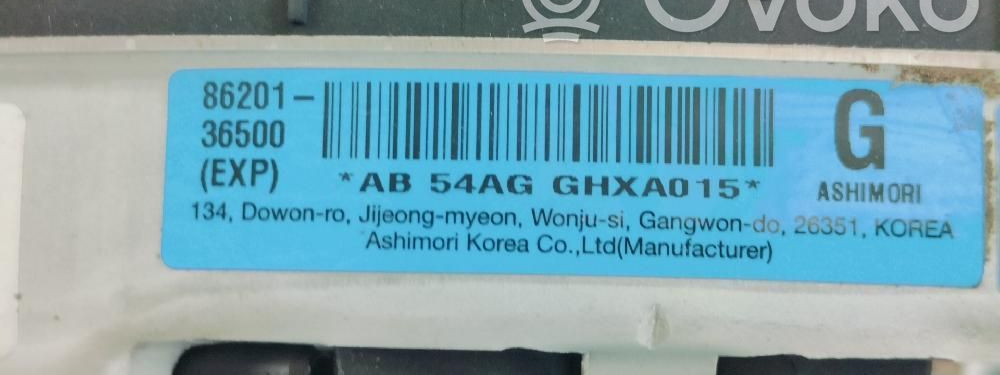 OVOKO
86201-
36500
(EXP)
*AB 54AG GHXA015*
G
ASHIMORI
134, Dowon-ro, Jijeong-myeon, Wonju-si, Gangwon-do, 26351, KOREA
Ashimori Korea Co.,Ltd(Manufacturer)